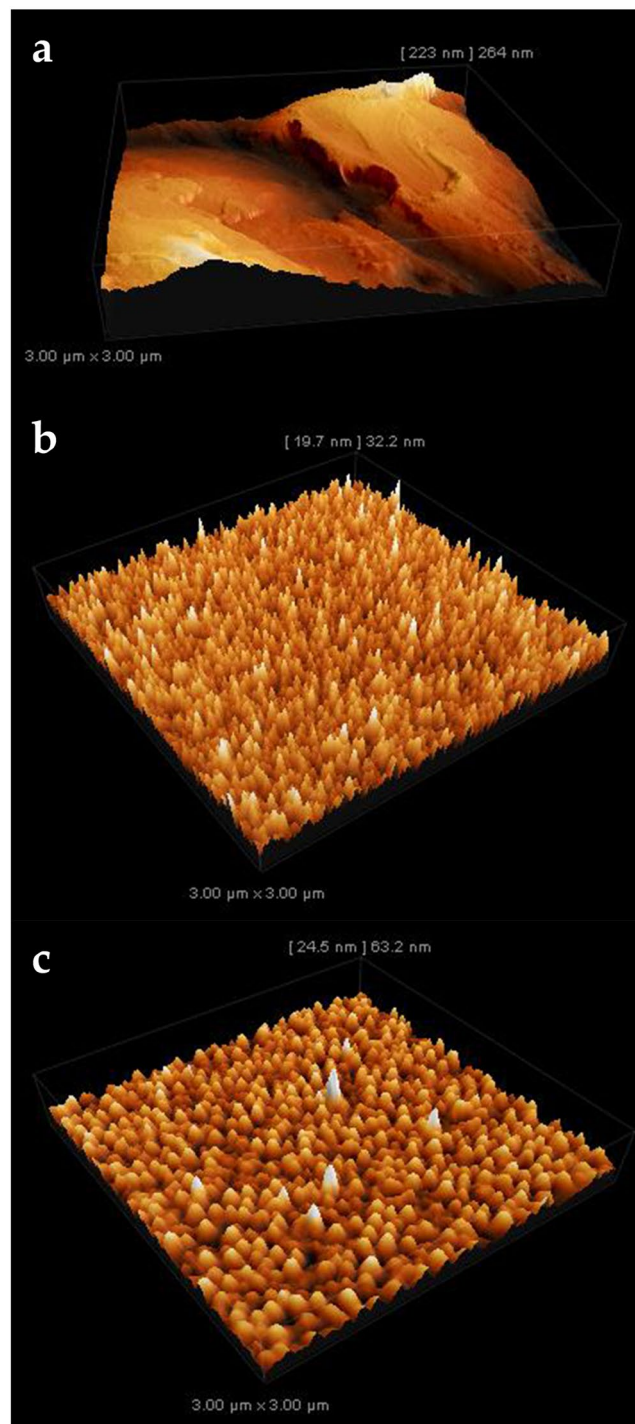 a
[ 223 nm ] 264 nm
3.00 µm x 3.00 µm
b
[ 19.7 nm ] 32.2 nm
3.00 µm x 3.00 µm
c
[ 24.5 nm ] 63.2 nm
3.00 µm x 3.00 µm